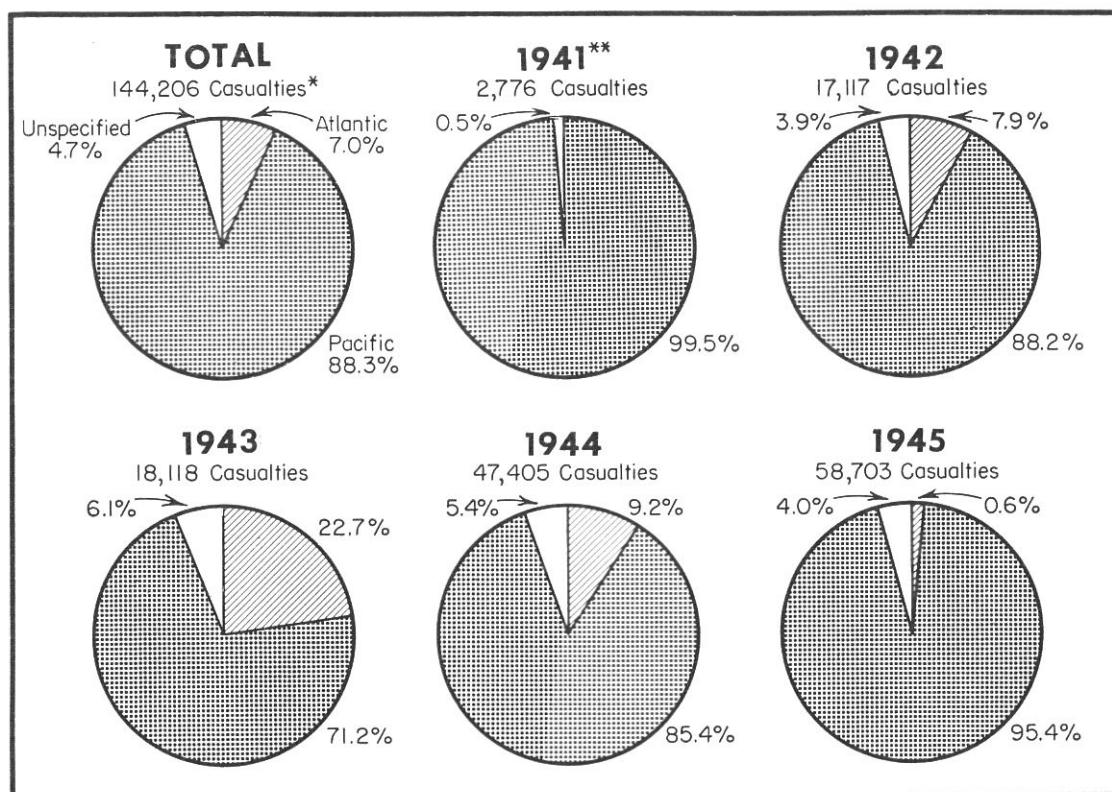 TOTAL
144,206 Casualties*
Unspecified
4.7%
Atlantic
7.0%
Pacific
88.3%
1941**
2,776 Casualties
0.5%
99.5%
1942
17,117 Casualties
3.9%
7.9%
88.2%
1943
18,118 Casualties
6.1%
22.7%
71.2%
1944
47,405 Casualties
5.4%
9.2%
85.4%
1945
58,703 Casualties
4.0%
0.6%
95.4%